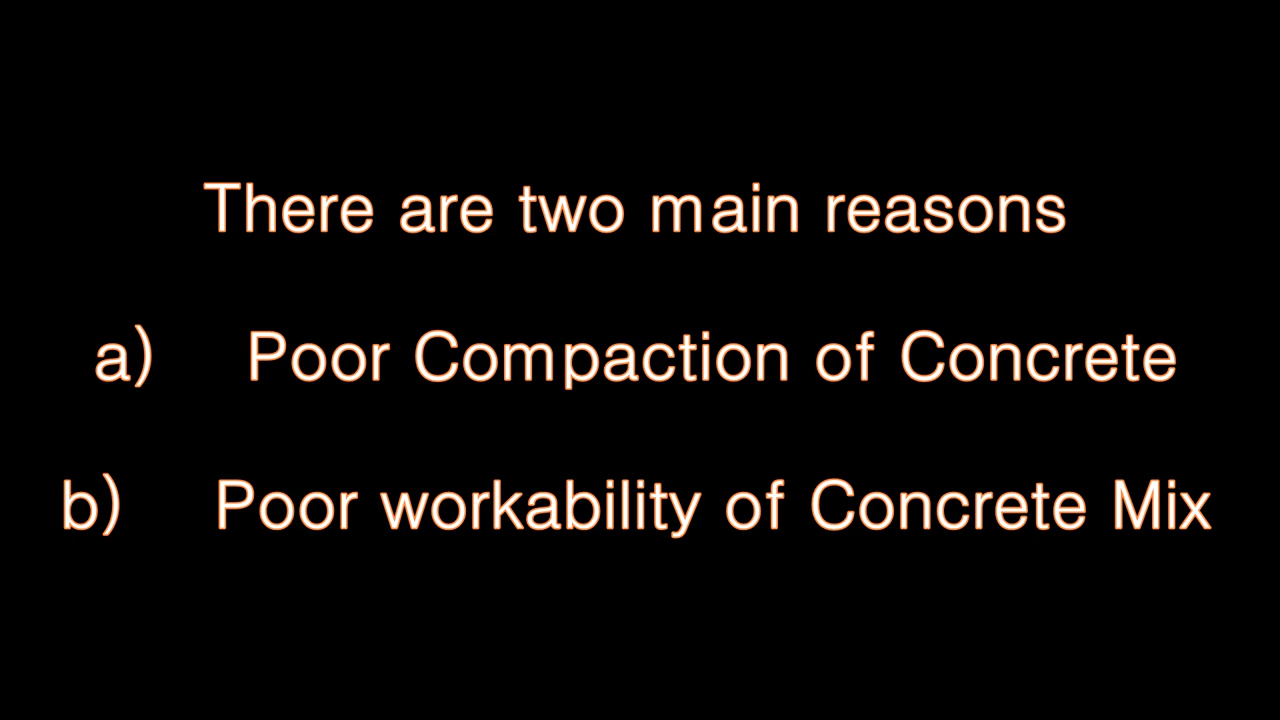 There are two main reasons
a) Poor Compaction of Concrete
b) Poor workability of Concrete Mix